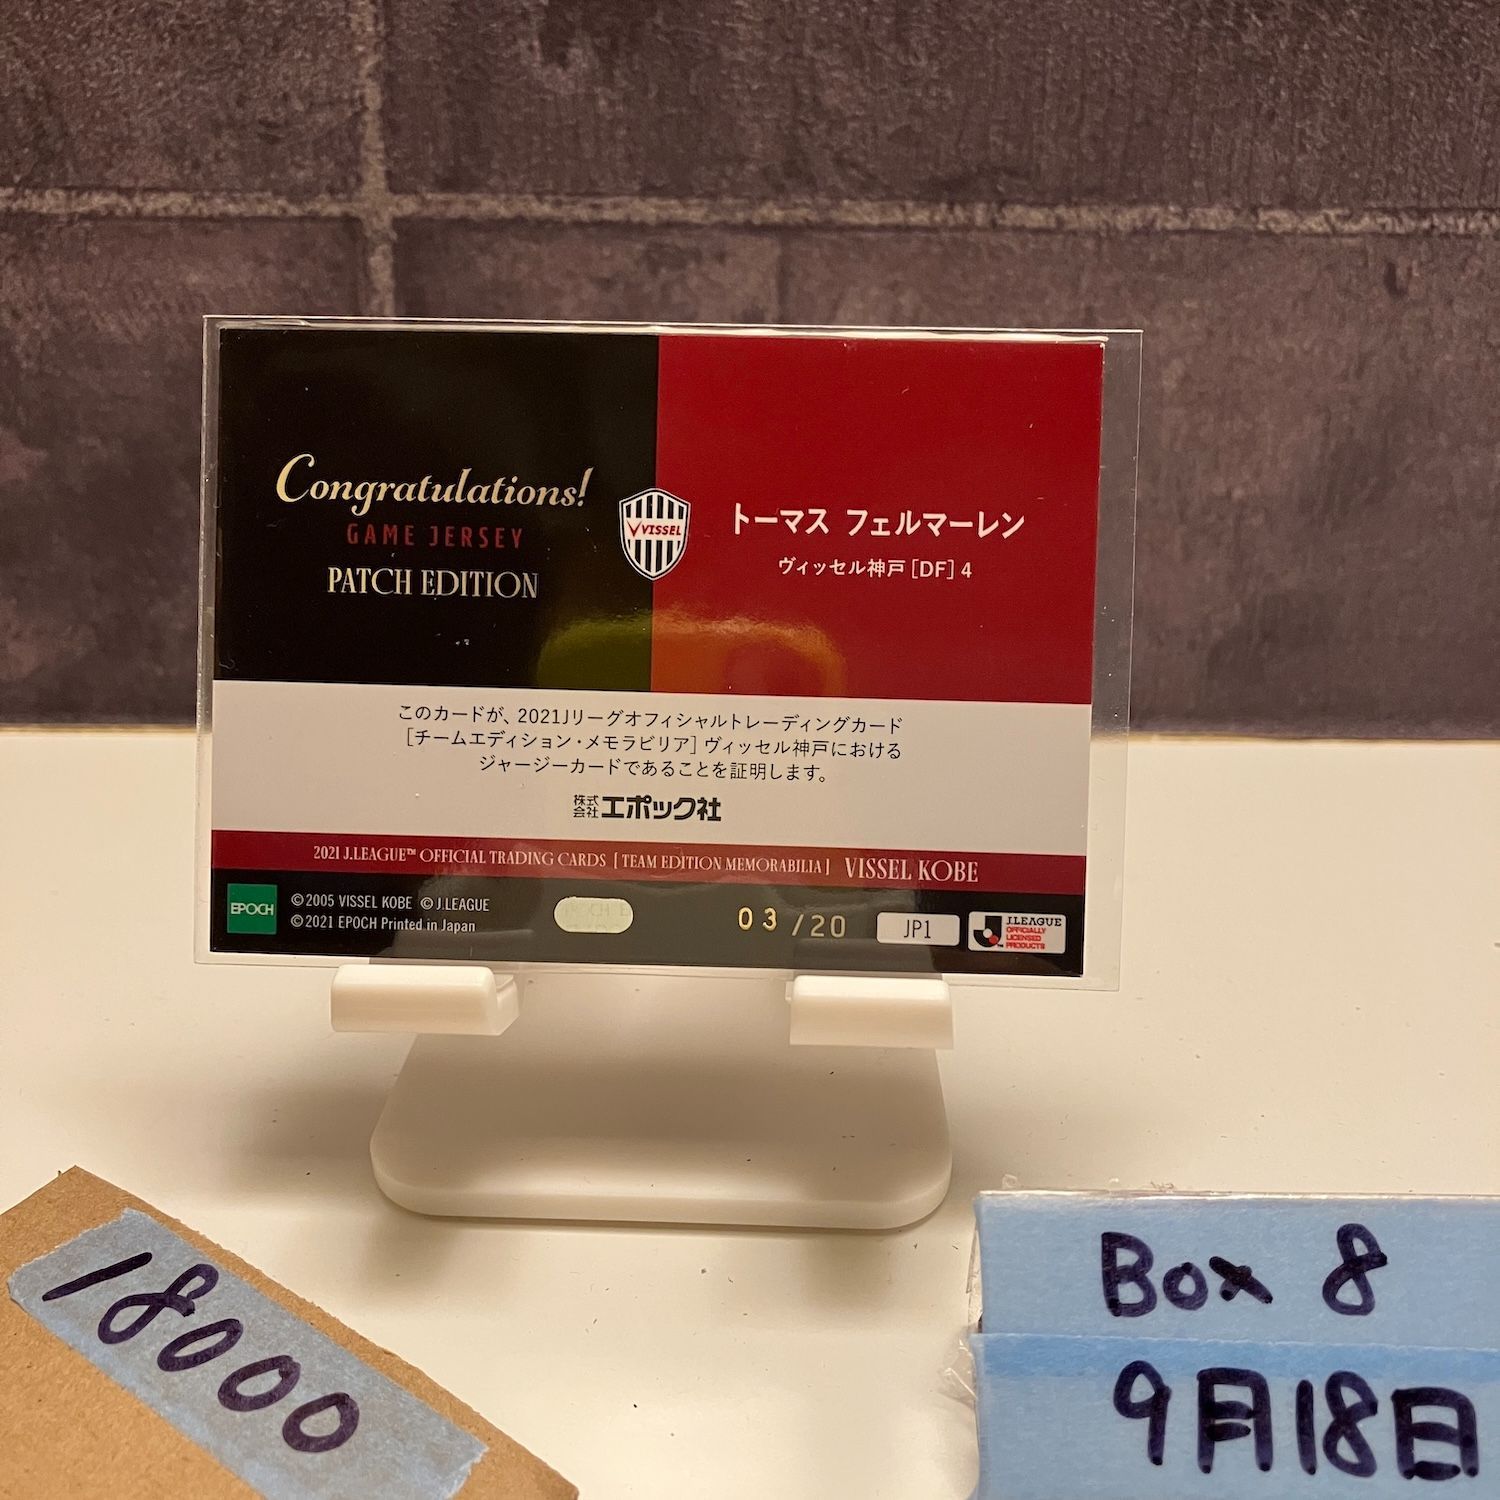 Congratulations!
GAME JERSEY
PATCH EDITION
VISSEL
トーマス フェルマーレン
ヴィッセル神戸 [DF] 4
このカードが、2021Jリーグオフィシャルトレーディングカード
[チームエディション・メモラビリア] ヴィッセル神戸における
ジャージーカードであることを証明します。
株式会社エポック社
2021 J.LEAGUE™ OFFICIAL TRADING CARDS [TEAM EDITION MEMORABILIA] VISSEL KOBE
EPOCH
©2005 VISSEL KOBE ©J.LEAGUE
©2021 EPOCH Printed in Japan
03/20
JP1
J.LEAGUE
OFFICIALLY
LICENSED
PRODUCTS
18000
Box 8
9月18日